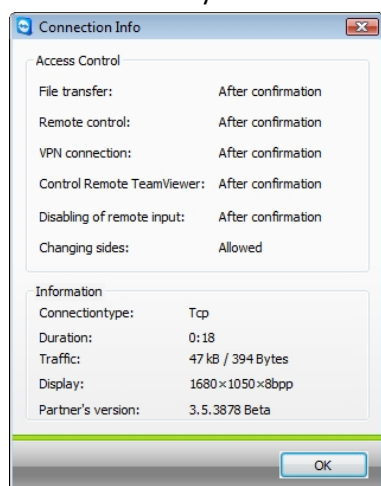 Connection Info
Access Control
File transfer: After confirmation
Remote control: After confirmation
VPN connection: After confirmation
Control Remote TeamViewer: After confirmation
Disabling of remote input: After confirmation
Changing sides: Allowed
Information
Connectiontype: Tcp
Duration: 0:18
Traffic: 47 kB / 394 Bytes
Display: 1680×1050×8bpp
Partner's version: 3.5.3878 Beta
OK